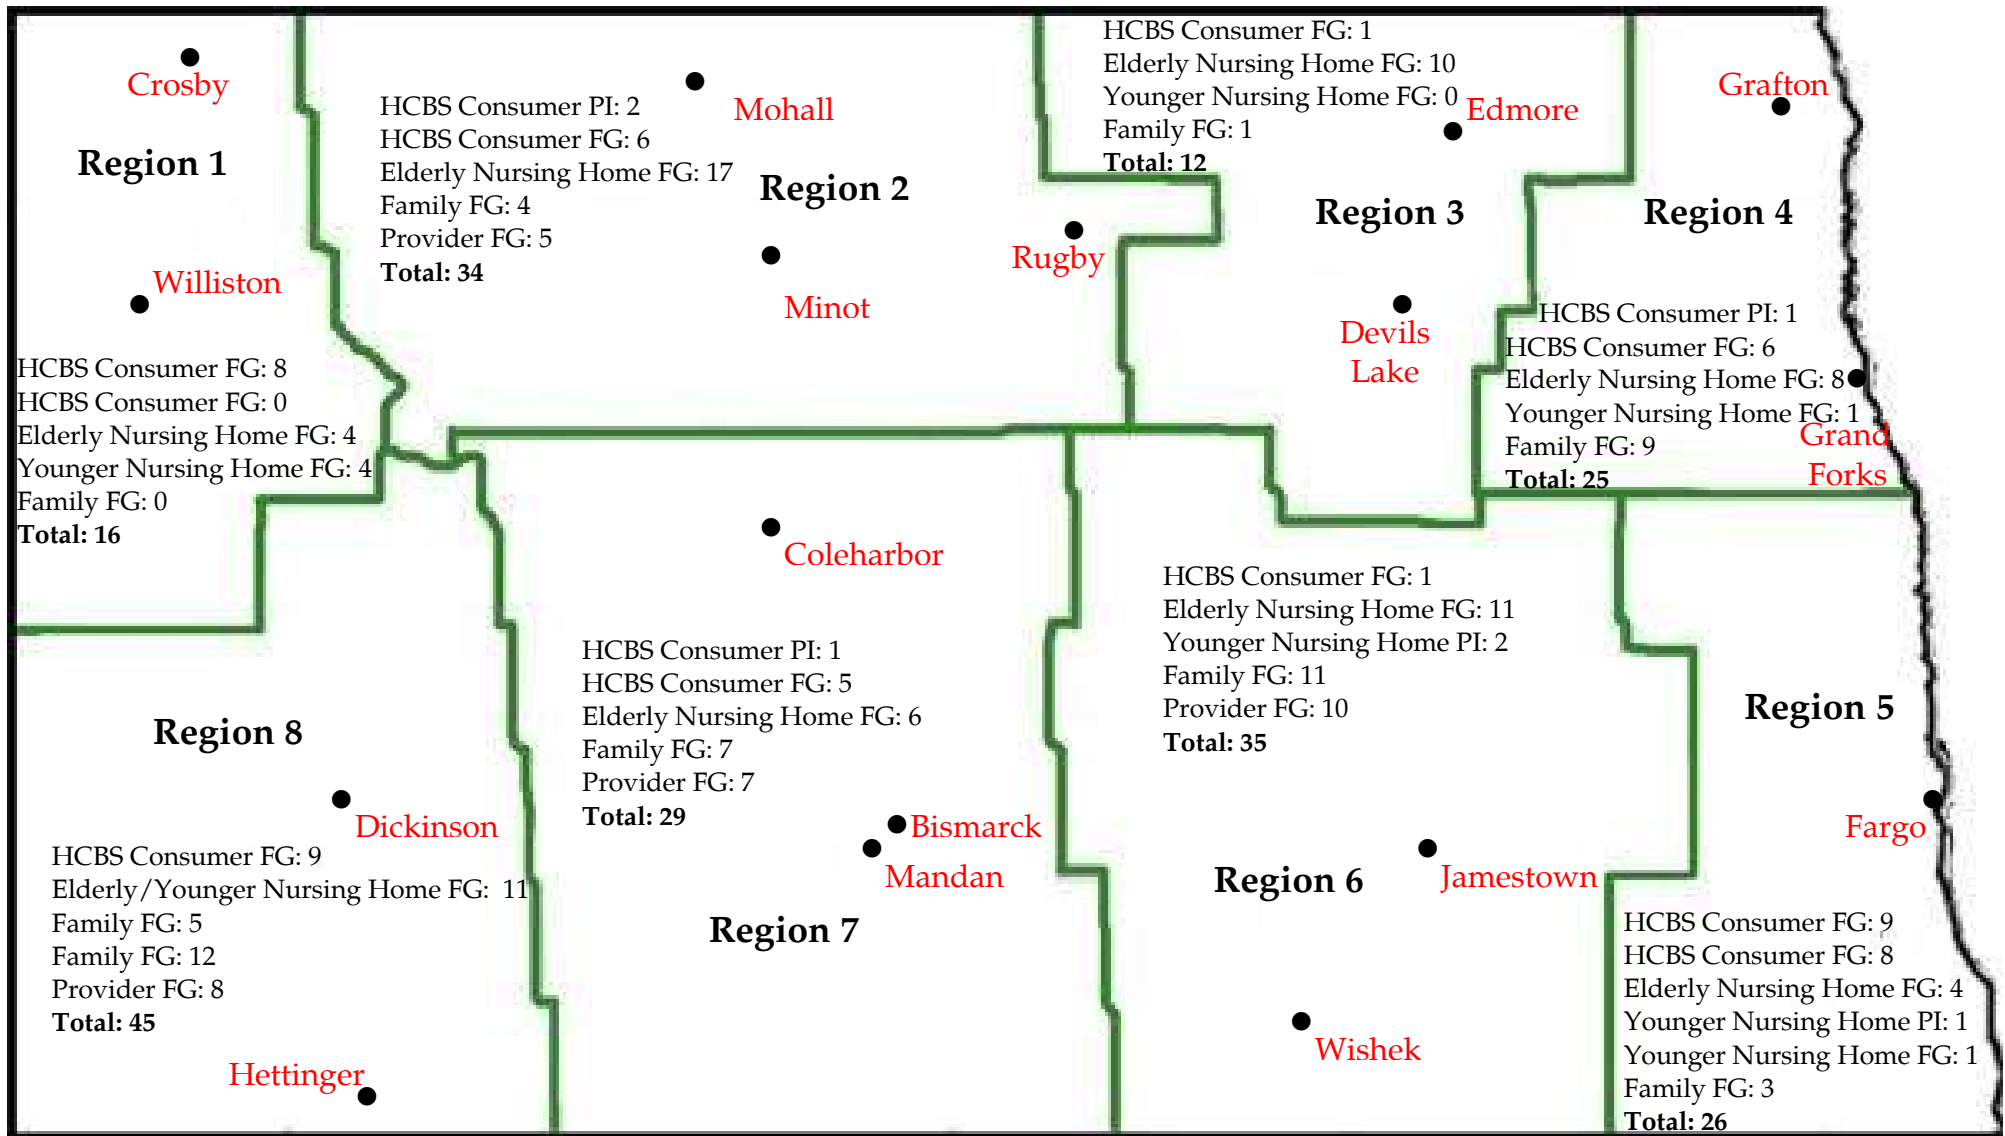 Crosby
Region 1
Williston
HCBS Consumer FG: 8
HCBS Consumer FG: 0
Elderly Nursing Home FG: 4
Younger Nursing Home FG: 4
Family FG: 0
Total: 16
HCBS Consumer PI: 2
HCBS Consumer FG: 6
Elderly Nursing Home FG: 17
Family FG: 4
Provider FG: 5
Total: 34
Mohall
Region 2
Rugby
Minot
HCBS Consumer FG: 1
Elderly Nursing Home FG: 10
Younger Nursing Home FG: 0
Family FG: 1
Total: 12
Edmore
Region 3
Devils
Lake
Grafton
Region 4
HCBS Consumer PI: 1
HCBS Consumer FG: 6
Elderly Nursing Home FG: 8
Younger Nursing Home FG: 1
Family FG: 9
Total: 25
Grand
Forks
Region 8
Dickinson
HCBS Consumer FG: 9
Elderly/Younger Nursing Home FG: 11
Family FG: 5
Family FG: 12
Provider FG: 8
Total: 45
Hettinger
Coleharbor
HCBS Consumer PI: 1
HCBS Consumer FG: 5
Elderly Nursing Home FG: 6
Family FG: 7
Provider FG: 7
Total: 29
Bismarck
Mandan
Region 7
HCBS Consumer FG: 1
Elderly Nursing Home FG: 11
Younger Nursing Home PI: 2
Family FG: 11
Provider FG: 10
Total: 35
Region 6
Jamestown
Wishek
Region 5
Fargo
HCBS Consumer FG: 9
HCBS Consumer FG: 8
Elderly Nursing Home FG: 4
Younger Nursing Home PI: 1
Younger Nursing Home FG: 1
Family FG: 3
Total: 26